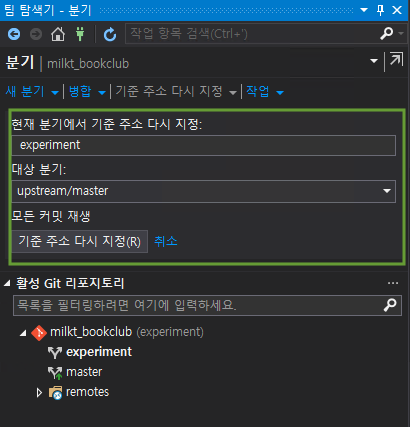 팀 탐색기 - 분기
작업 항목 검색(Ctrl+')
분기 | milkt_bookclub
새 분기 | 병합 | 기준 주소 다시 지정 | 작업
현재 분기에서 기준 주소 다시 지정:
experiment
대상 분기:
upstream/master
모든 커밋 재생
기준 주소 다시 지정(R) 취소
활성 Git 리포지토리 ...
목록을 필터링하려면 여기에 입력하세요.
milkt_bookclub (experiment)
experiment
master
remotes